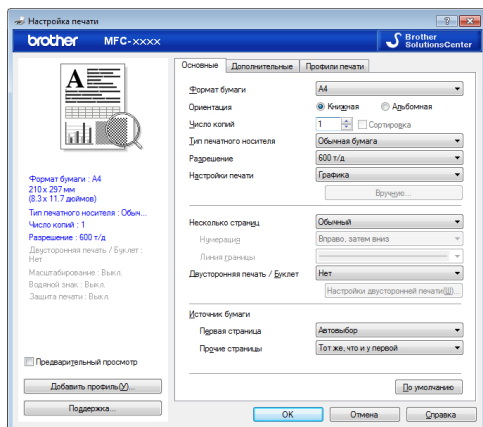 Настройка печати
brother MFC-xxxx
Brother
SolutionsCenter
A
Формат бумаги : A4
210 x 297 мм
(8.3 x 11.7 дюймов)
Тип печатного носителя : Обыч...
Число копий : 1
Разрешение : 600 т/д
Двусторонняя печать / Буклет :
Нет
Масштабирование : Выкл.
Водяной знак : Выкл.
Защита печати : Выкл.
Предварительный просмотр
Добавить профиль(V)...
Поддержка...
Основные Дополнительные Профили печати
Формат бумаги A4
Ориентация Книжная Альбомная
Число копий 1 Сортировка
Тип печатного носителя Обычная бумага
Разрешение 600 т/д
Настройки печати Графика
Вручную...
Несколько страниц Обычный
Нумерация Вправо, затем вниз
Линия границы
Двусторонняя печать / Буклет Нет
Настройки двусторонней печати(Ш)...
Источник бумаги
Первая страница Автовыбор
Прочие страницы Тот же, что и у первой
По умолчанию
OK Отмена Справка